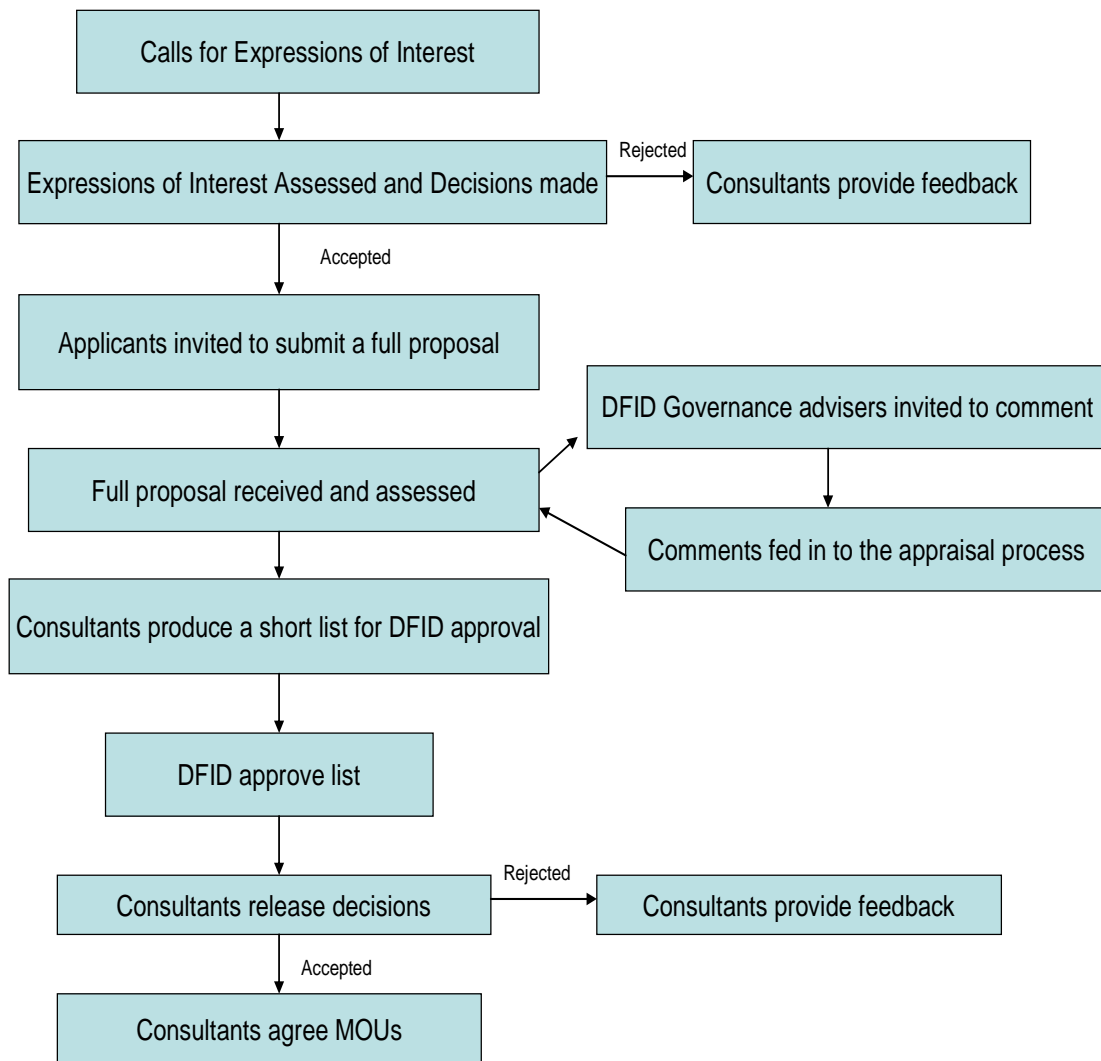 Calls for Expressions of Interest
Rejected
Expressions of Interest Assessed and Decisions made
Consultants provide feedback
Accepted
Applicants invited to submit a full proposal
DFID Governance advisers invited to comment
Full proposal received and assessed
Comments fed in to the appraisal process
Consultants produce a short list for DFID approval
DFID approve list
Rejected
Consultants release decisions
Consultants provide feedback
Accepted
Consultants agree MOUs